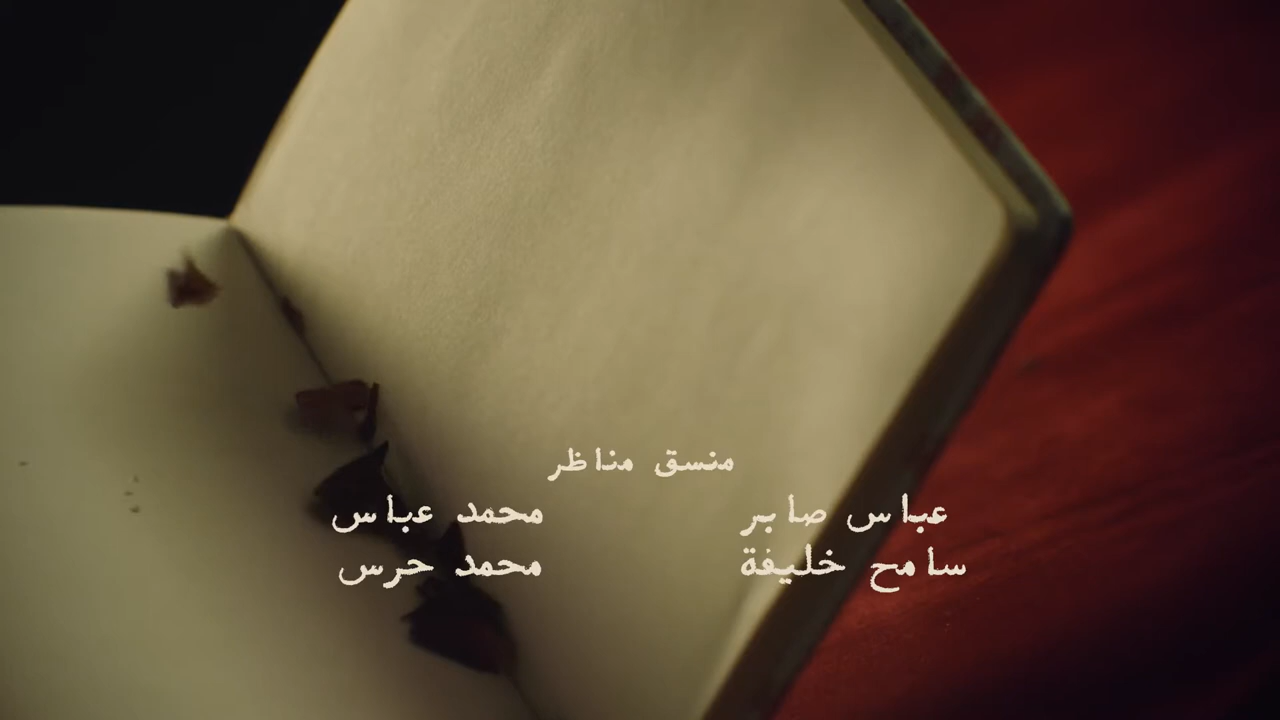 منسق مناظر
عباس صابر محمد عباس
سامح خليفة محمد حرس